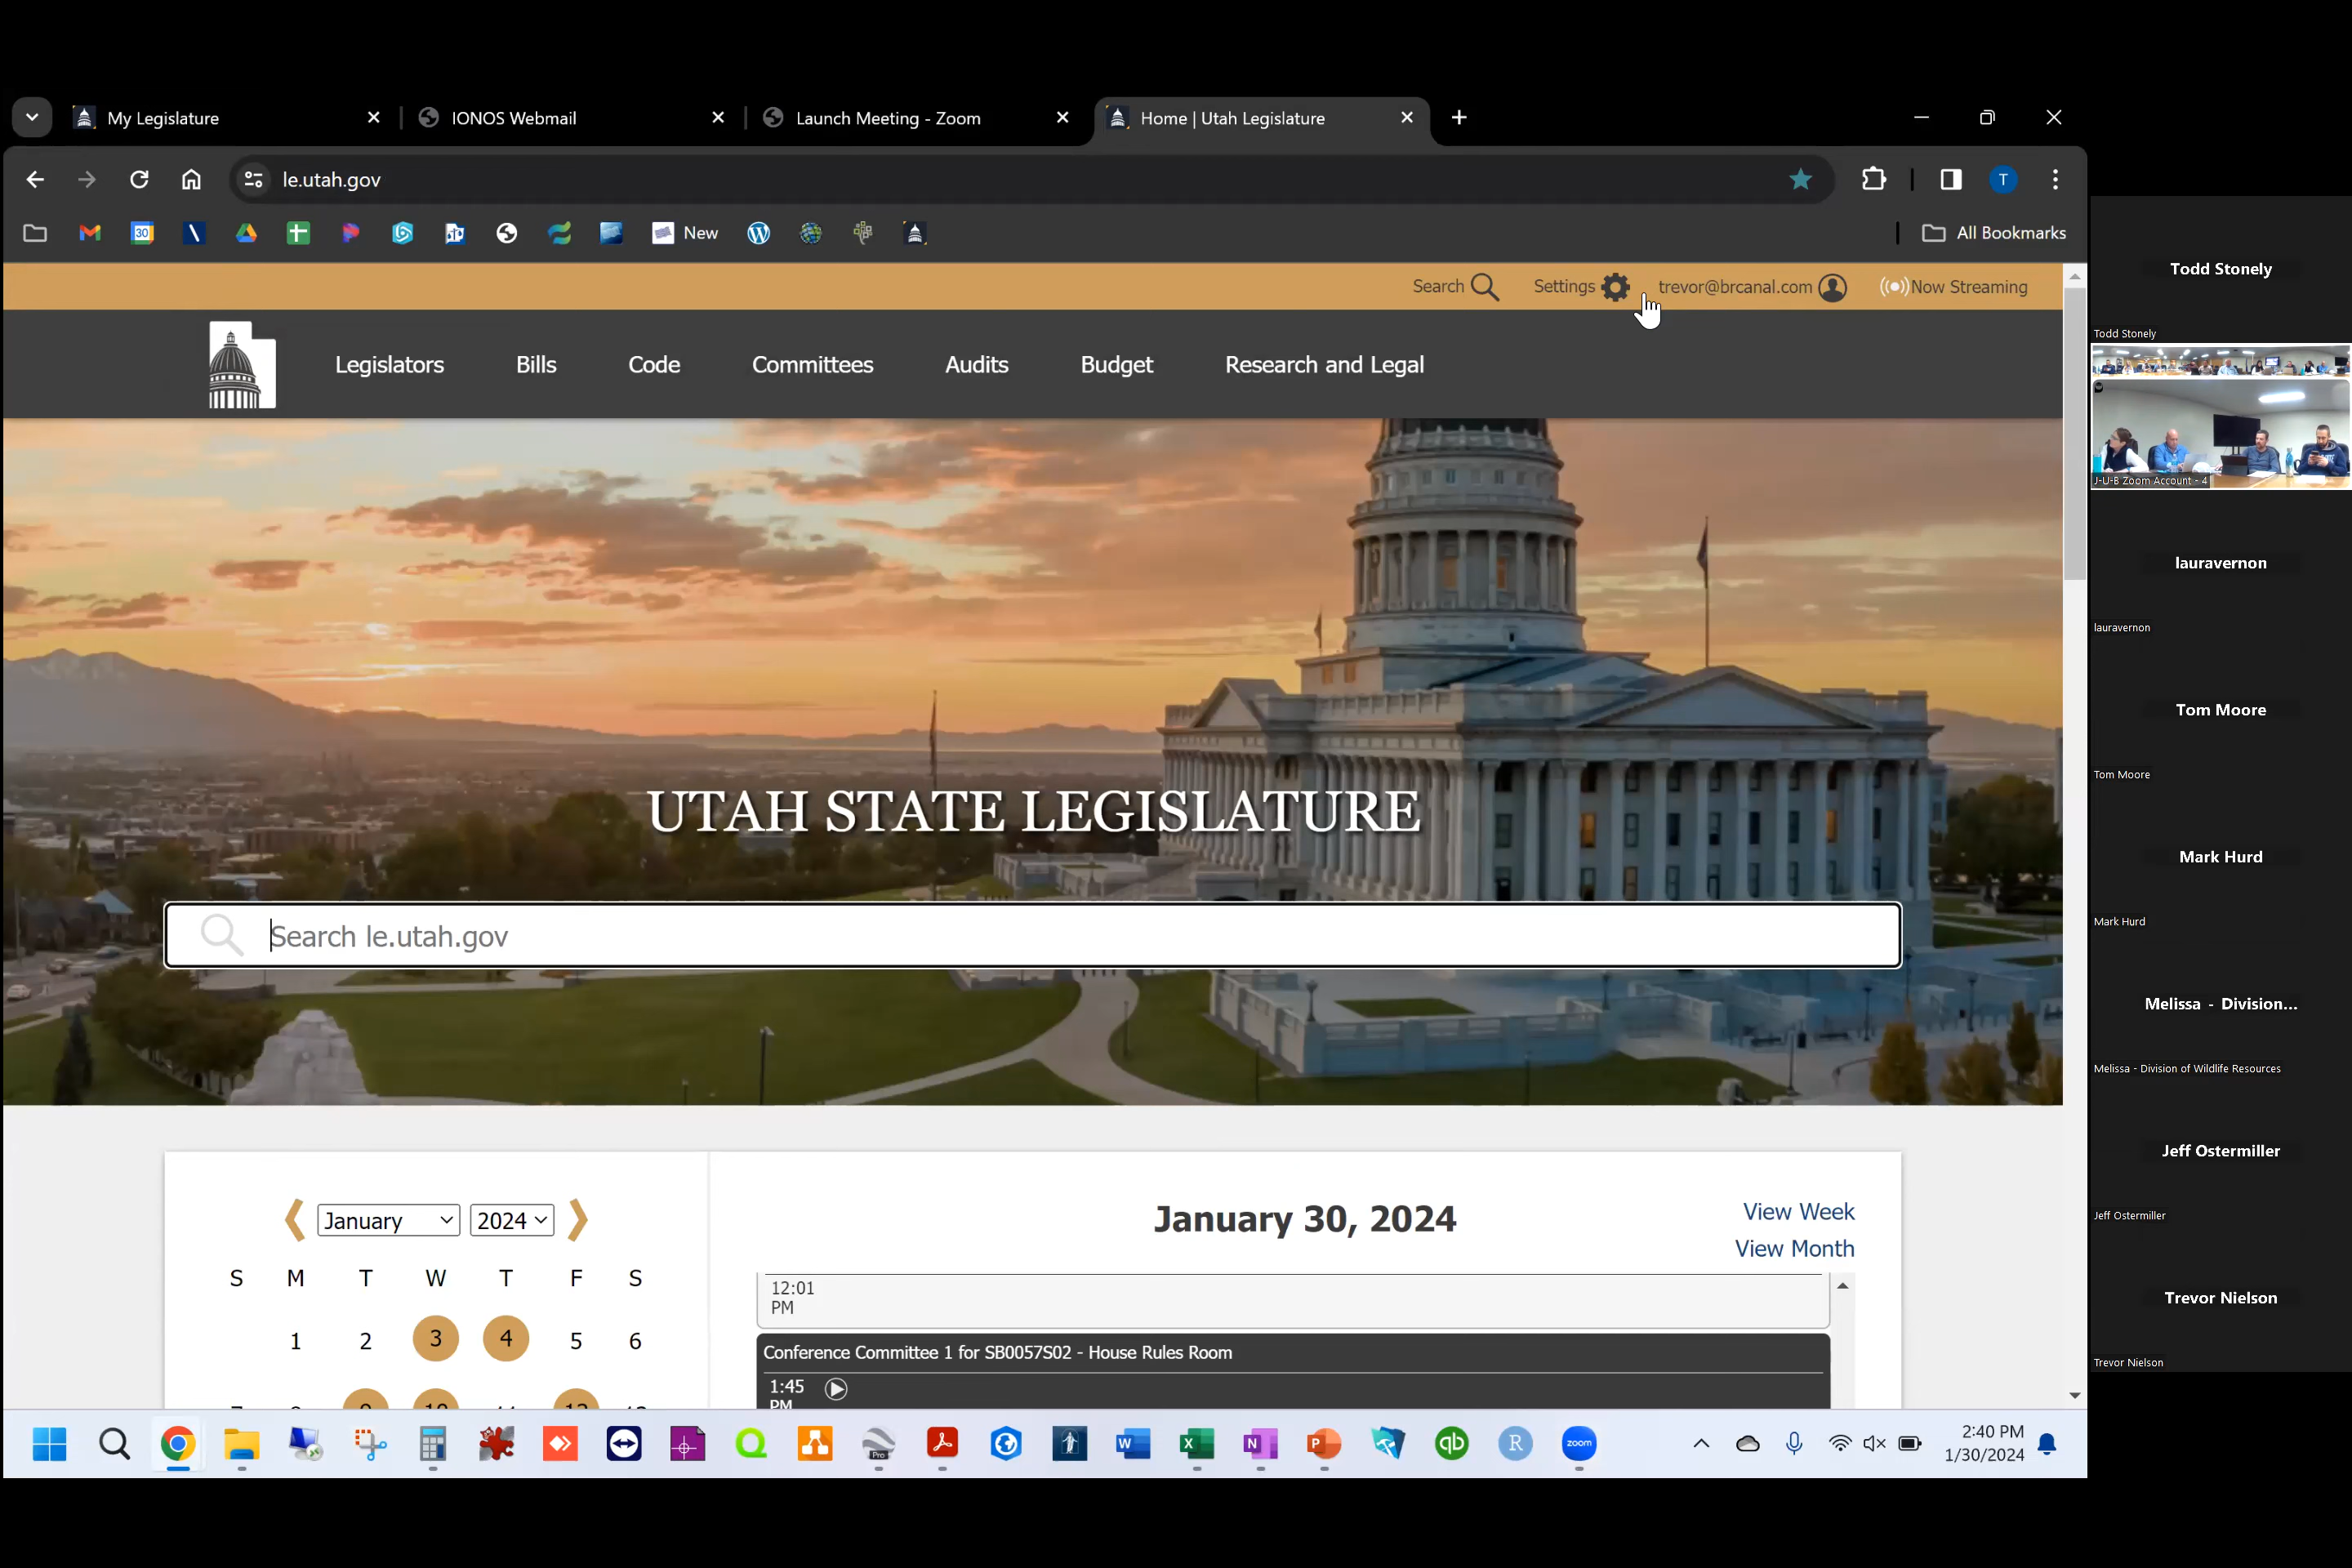 My Legislature
IONOS Webmail
Launch Meeting - Zoom
Home | Utah Legislature
le.utah.gov
New
All Bookmarks
Search
Settings
trevor@brcanal.com
Now Streaming
Legislators
Bills
Code
Committees
Audits
Budget
Research and Legal
UTAH STATE LEGISLATURE
Search le.utah.gov
January
2024
S M T W T F S
1 2 3 4 5 6
January 30, 2024
View Week
View Month
12:01
PM
Conference Committee 1 for SB0057S02 - House Rules Room
1:45
PM
2:40 PM
1/30/2024
Todd Stonely
Todd Stonely
J-U-B Zoom Account - 4
lauravernon
lauravernon
Tom Moore
Tom Moore
Mark Hurd
Mark Hurd
Melissa - Division...
Melissa - Division of Wildlife Resources
Jeff Ostermiller
Jeff Ostermiller
Trevor Nielson
Trevor Nielson